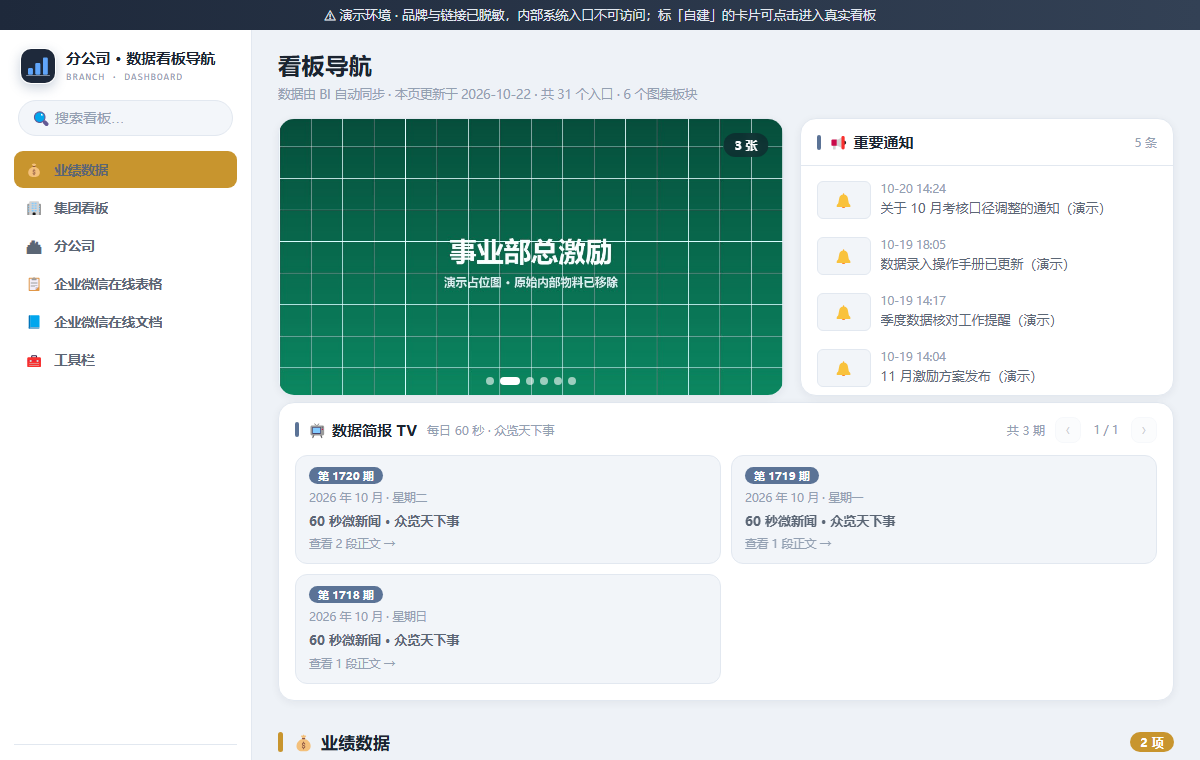 ⚠ 演示环境 · 品牌与链接已脱敏，内部系统入口不可访问；标「自建」的卡片可点击进入真实看板
分公司 • 数据看板导航
BRANCH · DASHBOARD
搜索看板…
业绩数据
集团看板
分公司
企业微信在线表格
企业微信在线文档
工具栏
看板导航
数据由 BI 自动同步 · 本页更新于 2026-10-22 · 共 31 个入口 · 6 个图集板块
3 张
事业部总激励
演示占位图 • 原始内部物料已移除
重要通知
5 条
10-20 14:24
关于 10 月考核口径调整的通知（演示）
10-19 18:05
数据录入操作手册已更新（演示）
10-19 14:17
季度数据核对工作提醒（演示）
10-19 14:04
11 月激励方案发布（演示）
数据简报 TV 每日 60 秒 · 众览天下事
共 3 期 ‹ 1 / 1 ›
第 1720 期
2026 年 10 月 · 星期二
60 秒微新闻 • 众览天下事
查看 2 段正文 →
第 1719 期
2026 年 10 月 · 星期一
60 秒微新闻 • 众览天下事
查看 1 段正文 →
第 1718 期
2026 年 10 月 · 星期日
60 秒微新闻 • 众览天下事
查看 1 段正文 →
业绩数据
2 项